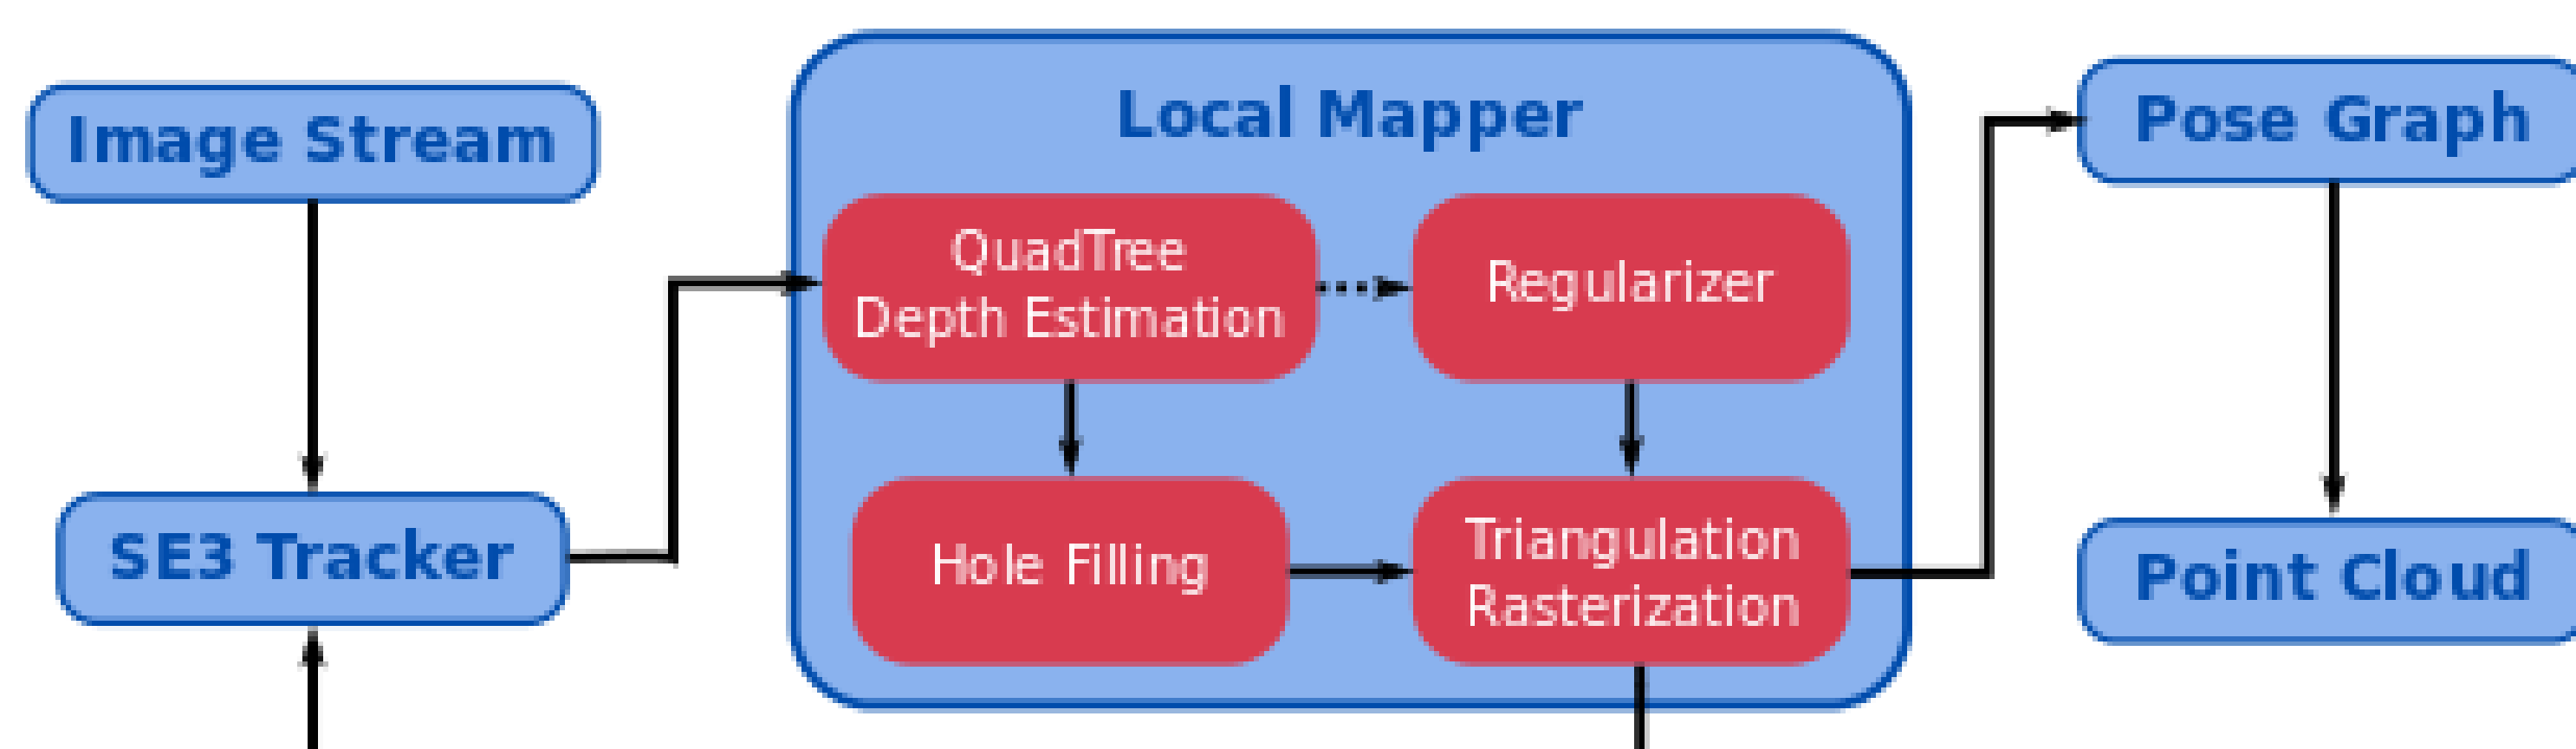 Image Stream
SE3 Tracker
Local Mapper
QuadTree
Depth Estimation
Regularizer
Hole Filling
Triangulation
Rasterization
Pose Graph
Point Cloud